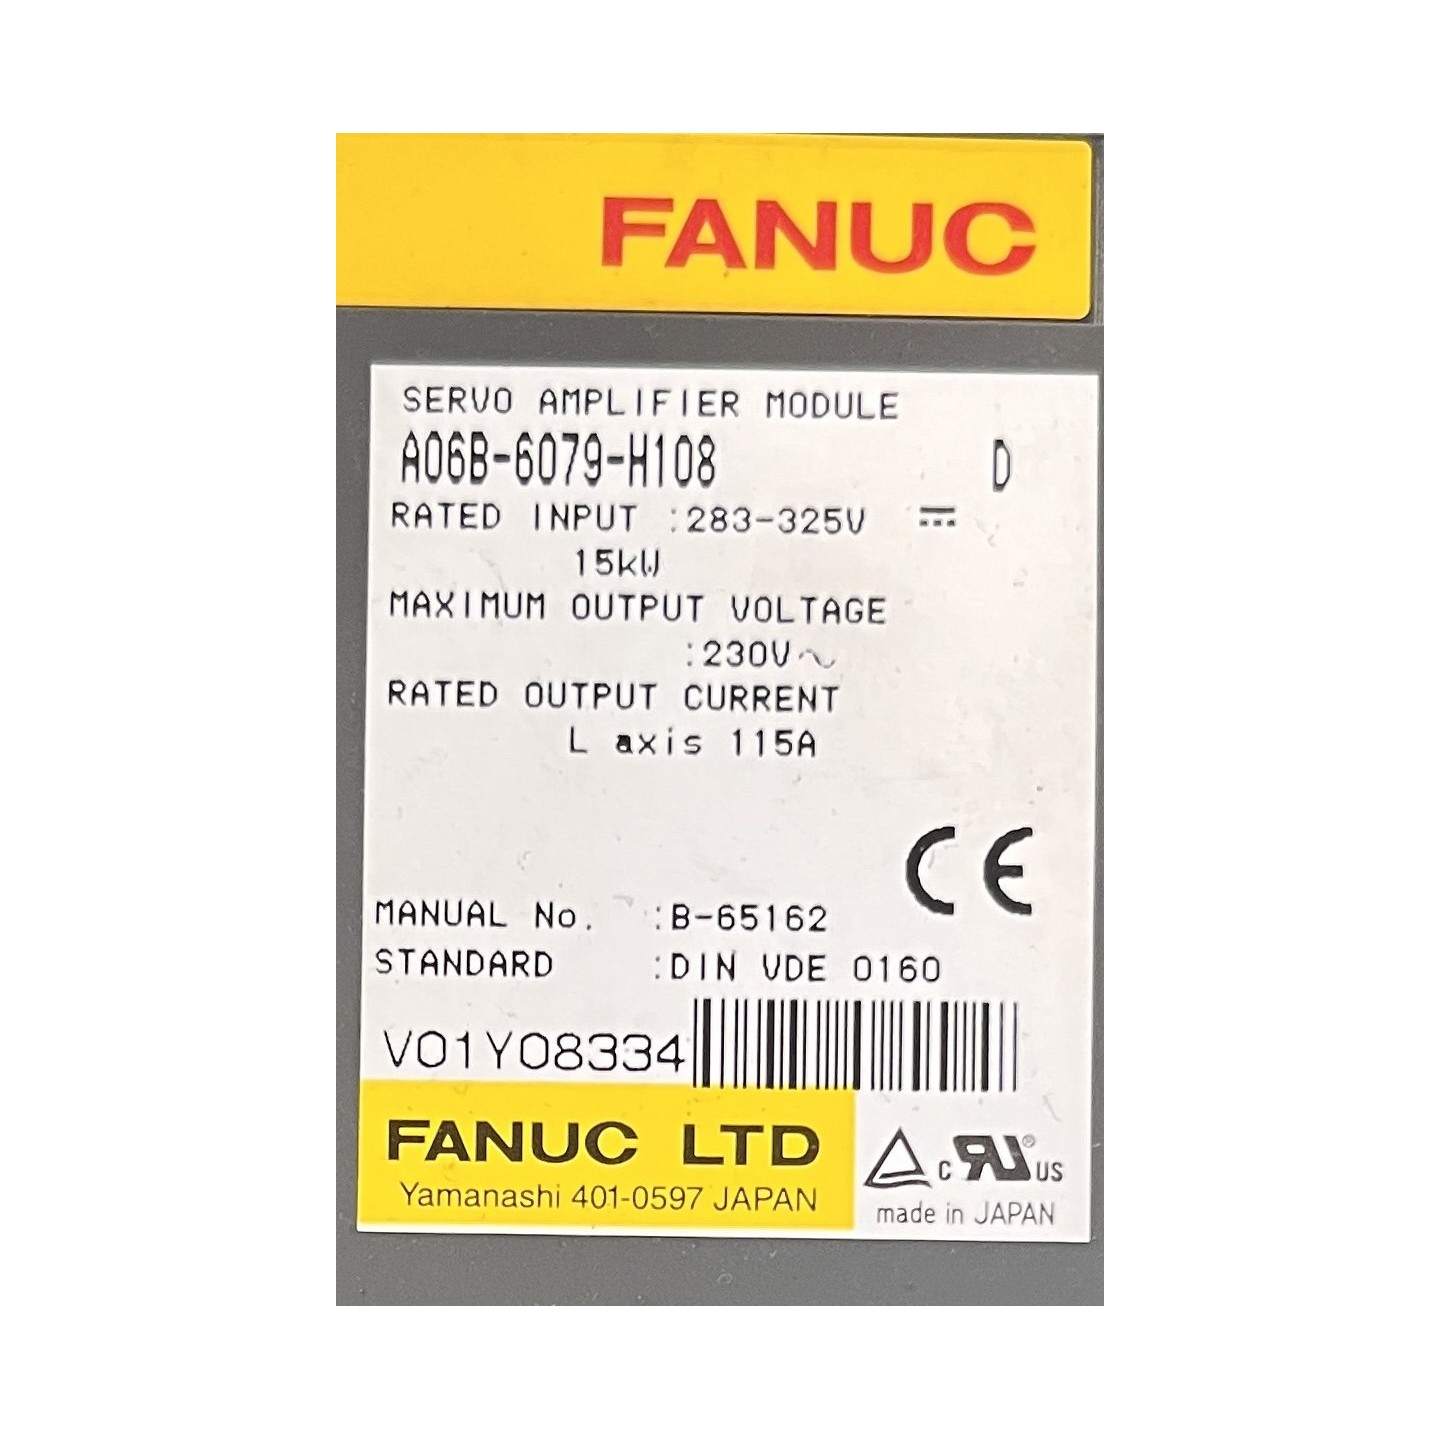 FANUC
SERVO AMPLIFIER MODULE
A06B-6079-H108 D
RATED INPUT :283-325V ⎓
15kW
MAXIMUM OUTPUT VOLTAGE
:230V～
RATED OUTPUT CURRENT
L axis 115A
CE
MANUAL No. :B-65162
STANDARD :DIN VDE 0160
V01Y08334
FANUC LTD
Yamanashi 401-0597 JAPAN
c RU® US
made in JAPAN